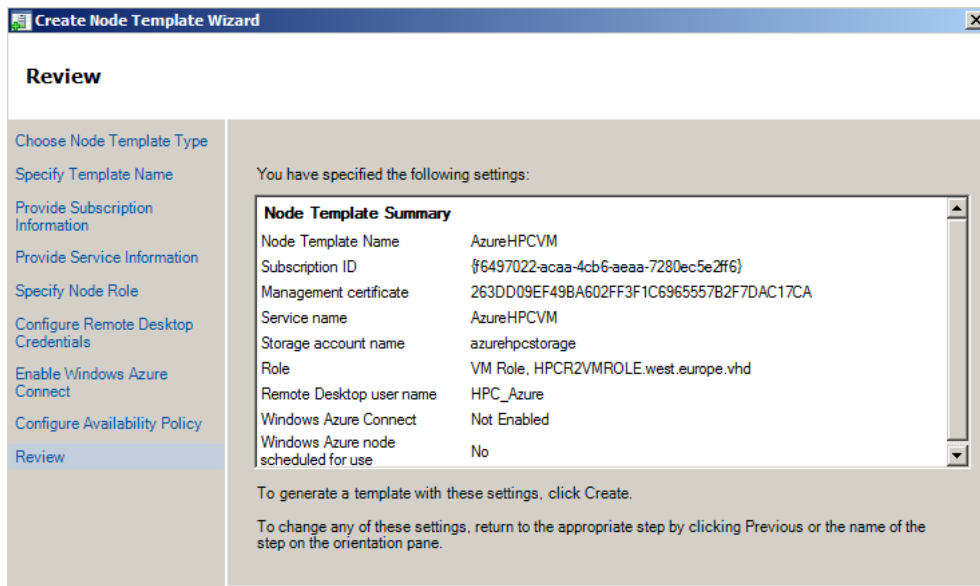 Create Node Template Wizard
Review
Choose Node Template Type
Specify Template Name
Provide Subscription
Information
Provide Service Information
Specify Node Role
Configure Remote Desktop
Credentials
Enable Windows Azure
Connect
Configure Availability Policy
Review
You have specified the following settings:
Node Template Summary
Node Template Name AzureHPCVM
Subscription ID {f6497022-acaa-4cb6-aeaa-7280ec5e2ff6}
Management certificate 263DD09EF49BA602FF3F1C6965557B2F7DAC17CA
Service name AzureHPCVM
Storage account name azurehpcstorage
Role VM Role, HPCR2VMROLE.west.europe.vhd
Remote Desktop user name HPC_Azure
Windows Azure Connect Not Enabled
Windows Azure node
scheduled for use No
To generate a template with these settings, click Create.
To change any of these settings, return to the appropriate step by clicking Previous or the name of the
step on the orientation pane.